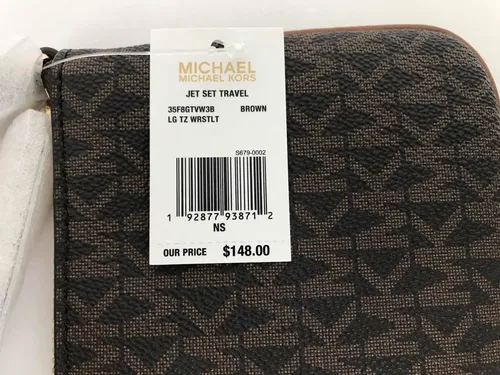 MICHAEL
MICHAEL KORS
JET SET TRAVEL
35F8GTVW3B BROWN
LG TZ WRSTLT
S679-0002
1 92877 93871 2
NS
OUR PRICE $148.00